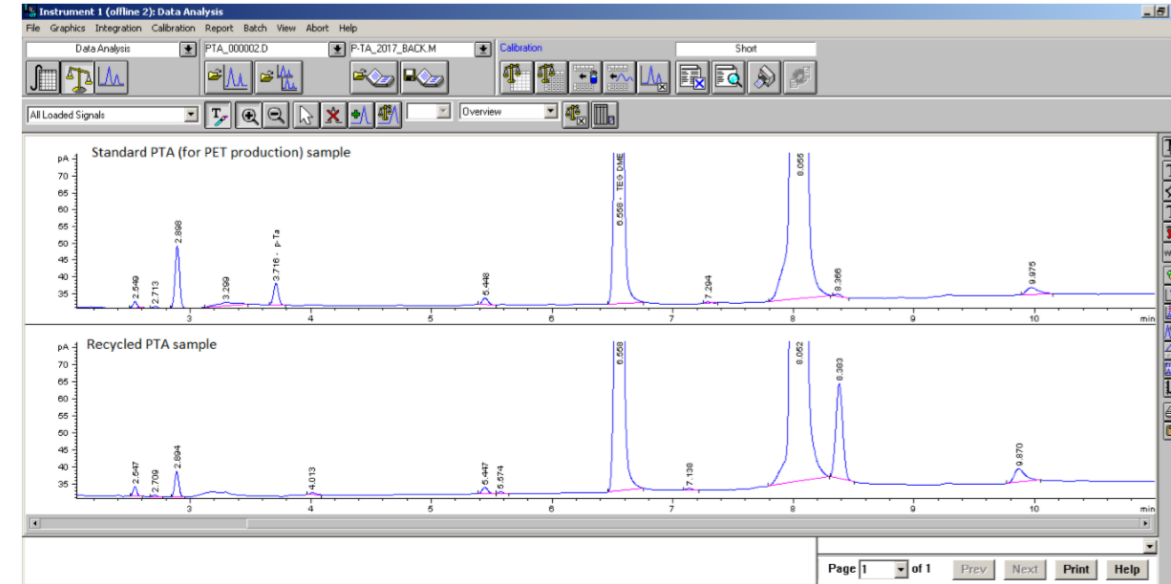 Instrument 1 (offline 2): Data Analysis
File Graphics Integration Calibration Report Batch View Abort Help
Data Analysis PTA_000002.D P-TA_2017_BACK.M Calibration Short
All Loaded Signals Overview
Standard PTA (for PET production) sample
pA
70
65
60
55
50
45
40
35
2.549
2.713
2.898
3.299
3.716 - p-Ta
5.448
6.558 - TEG DME
7.294
8.055
8.366
9.975
3 4 5 6 7 8 9 10 min
Recycled PTA sample
pA
70
65
60
55
50
45
40
35
2.547
2.709
2.894
4.013
5.447
5.574
6.558
7.138
8.052
8.383
9.870
3 4 5 6 7 8 9 10 min
Page 1 of 1 Prev Next Print Help